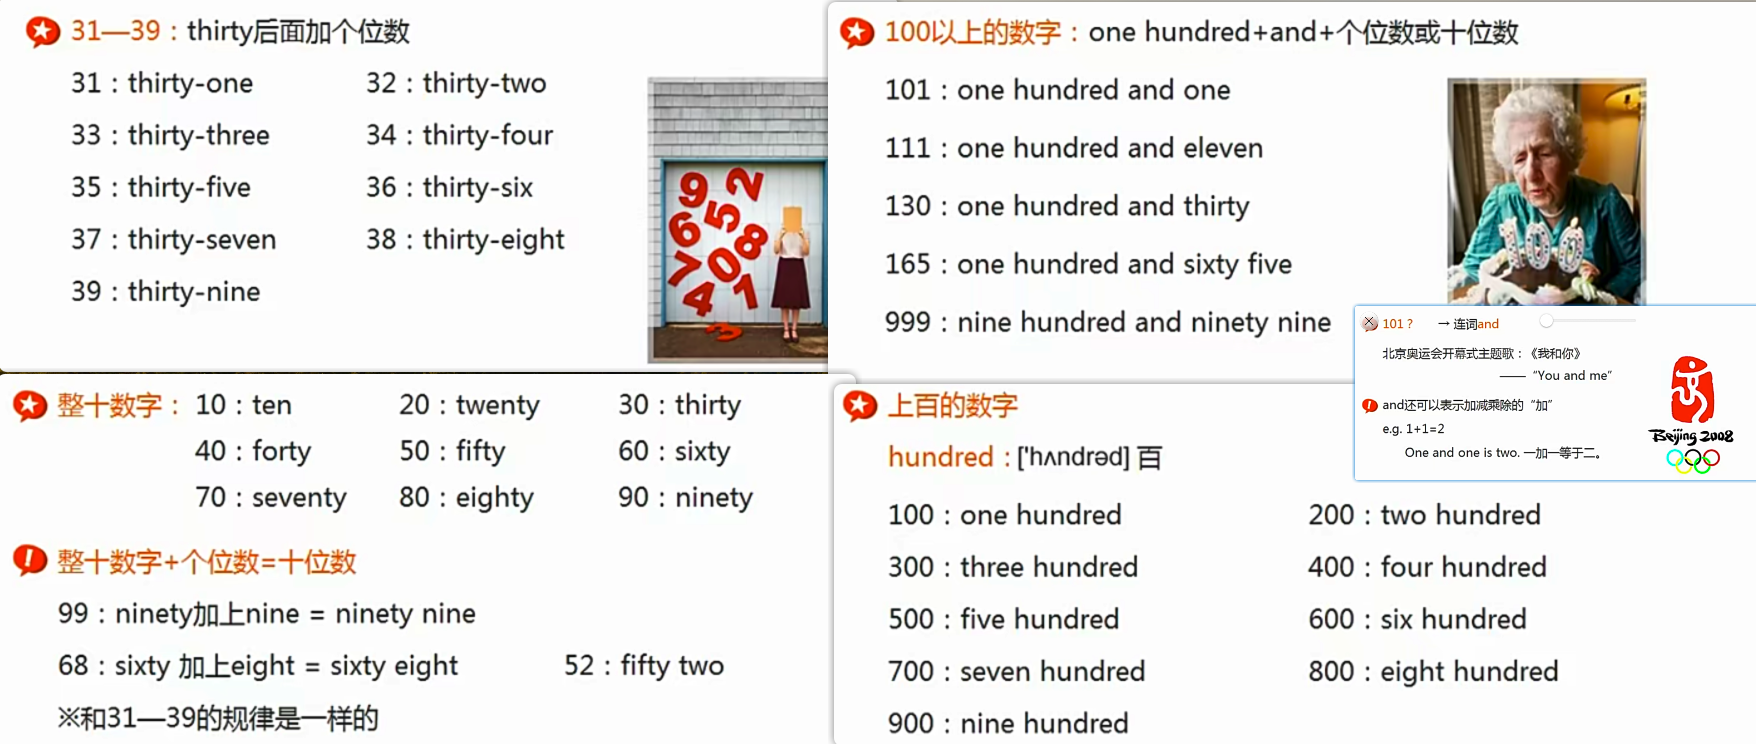 31—39：thirty后面加个位数
31：thirty-one 32：thirty-two
33：thirty-three 34：thirty-four
35：thirty-five 36：thirty-six
37：thirty-seven 38：thirty-eight
39：thirty-nine
9 2
6 5
8
7 0
4 1
3
100以上的数字：one hundred+and+个位数或十位数
101：one hundred and one
111：one hundred and eleven
130：one hundred and thirty
165：one hundred and sixty five
999：nine hundred and ninety nine
100
101 ? →连词and
北京奥运会开幕式主题歌：《我和你》
——“You and me”
and还可以表示加减乘除的“加”
e.g. 1+1=2
One and one is two. 一加一等于二。
Beijing 2008
整十数字： 10：ten 20：twenty 30：thirty
40：forty 50：fifty 60：sixty
70：seventy 80：eighty 90：ninety
整十数字+个位数=十位数
99：ninety加上nine = ninety nine
68：sixty 加上eight = sixty eight 52：fifty two
※和31—39的规律是一样的
上百的数字
hundred：['hʌndrəd] 百
100：one hundred 200：two hundred
300：three hundred 400：four hundred
500：five hundred 600：six hundred
700：seven hundred 800：eight hundred
900：nine hundred